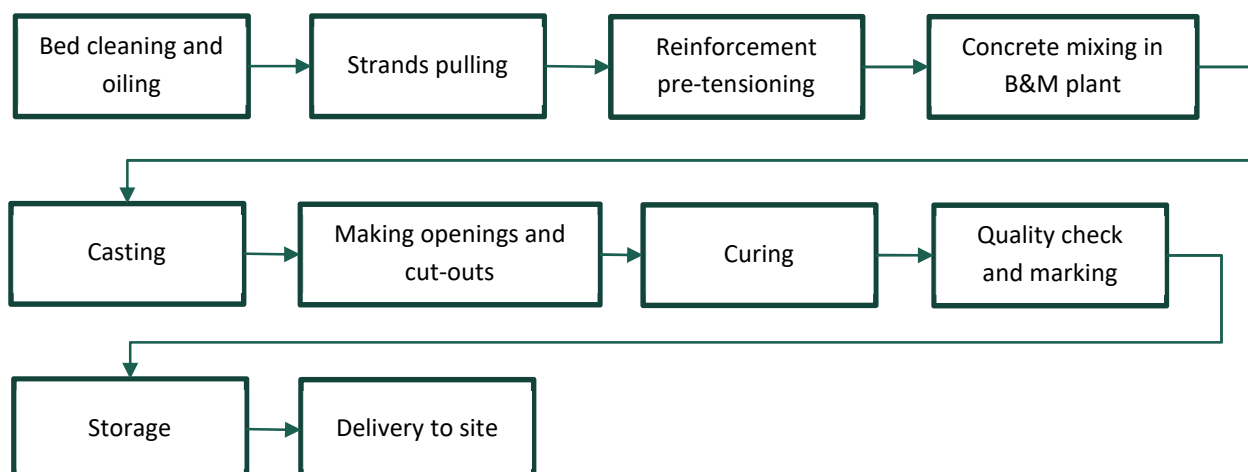 Bed cleaning and
oiling
Strands pulling
Reinforcement
pre-tensioning
Concrete mixing in
B&M plant
Casting
Making openings and
cut-outs
Curing
Quality check
and marking
Storage
Delivery to site